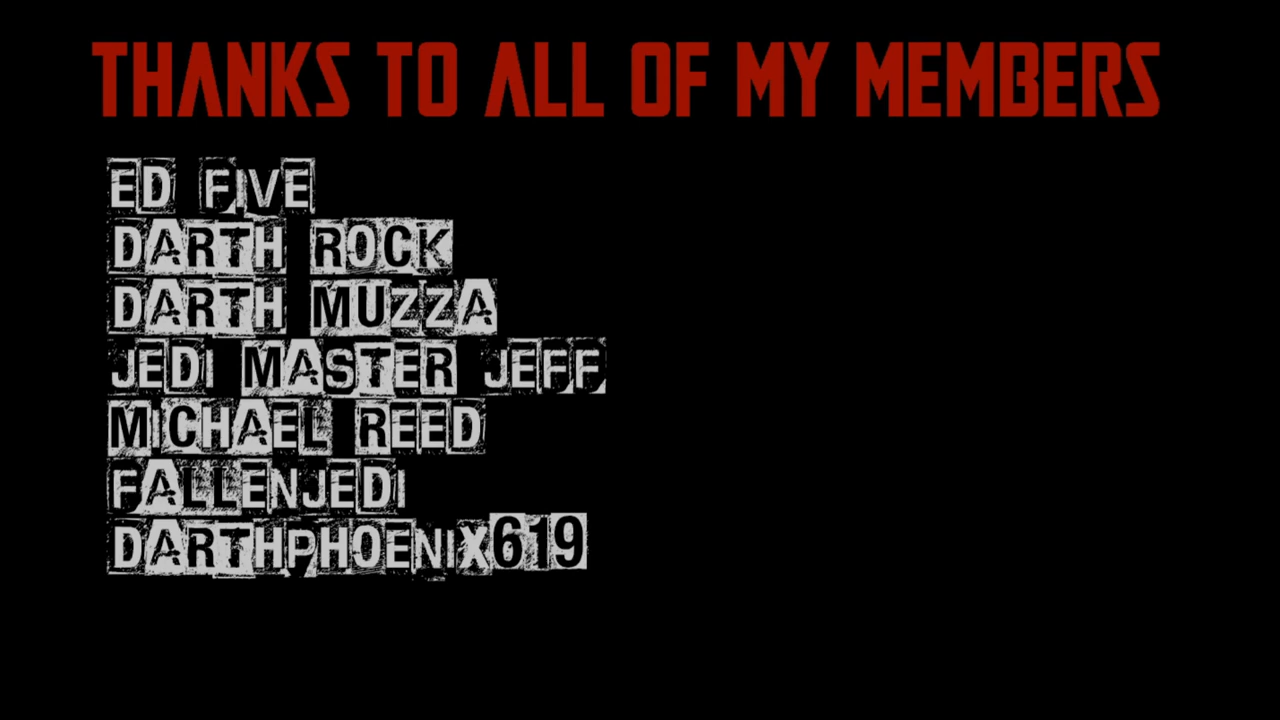 THANKS TO ALL OF MY MEMBERS
ED FIVE
DARTH ROCK
DARTH MUZZA
JEDI MASTER JEFF
MICHAEL REED
FALLENJEDI
DARTHPHOENIX619